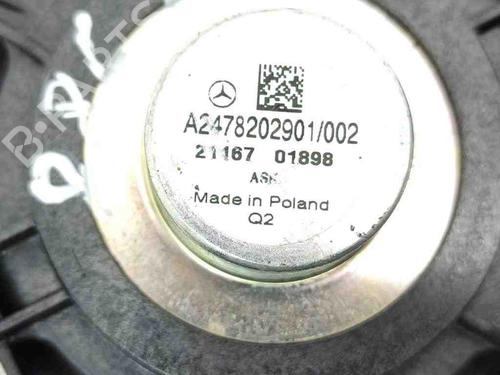 A2478202901/002
21167 01898
ASK
Made in Poland
Q2
B-PARTS